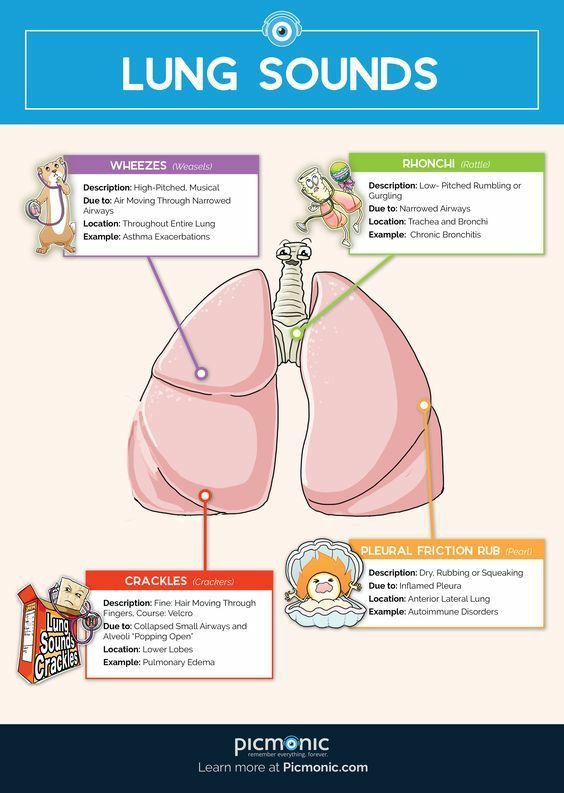 LUNG SOUNDS
WHEEZES (Weasels)
Description: High-Pitched, Musical
Due to: Air Moving Through Narrowed
Airways
Location: Throughout Entire Lung
Example: Asthma Exacerbations
RHONCHI (Rattle)
Description: Low- Pitched Rumbling or
Gurgling
Due to: Narrowed Airways
Location: Trachea and Bronchi
Example: Chronic Bronchitis
CRACKLES (Crackers)
Description: Fine: Hair Moving Through
Fingers, Course: Velcro
Due to: Collapsed Small Airways and
Alveoli "Popping Open"
Location: Lower Lobes
Example: Pulmonary Edema
Lung
Sounds
Crackles
PLEURAL FRICTION RUB (Pearl)
Description: Dry, Rubbing or Squeaking
Due to: Inflamed Pleura
Location: Anterior Lateral Lung
Example: Autoimmune Disorders
picmonic
remember everything. forever.
Learn more at Picmonic.com